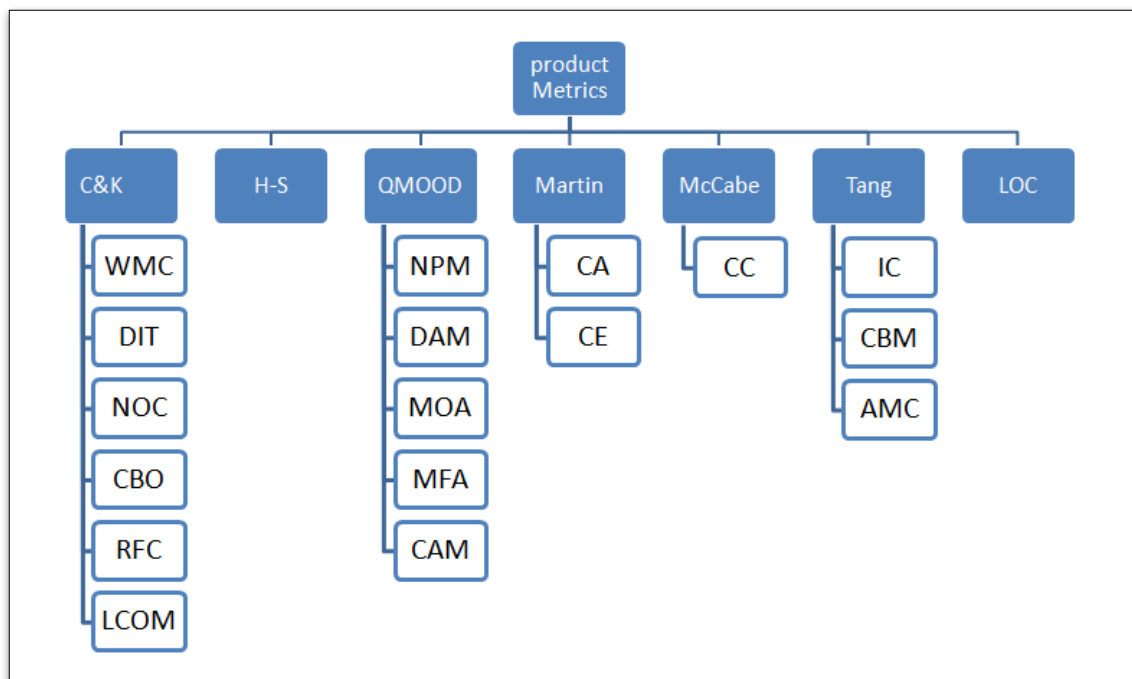 product
Metrics
C&K
H-S
QMOOD
Martin
McCabe
Tang
LOC
WMC
DIT
NOC
CBO
RFC
LCOM
NPM
DAM
MOA
MFA
CAM
CA
CE
CC
IC
CBM
AMC